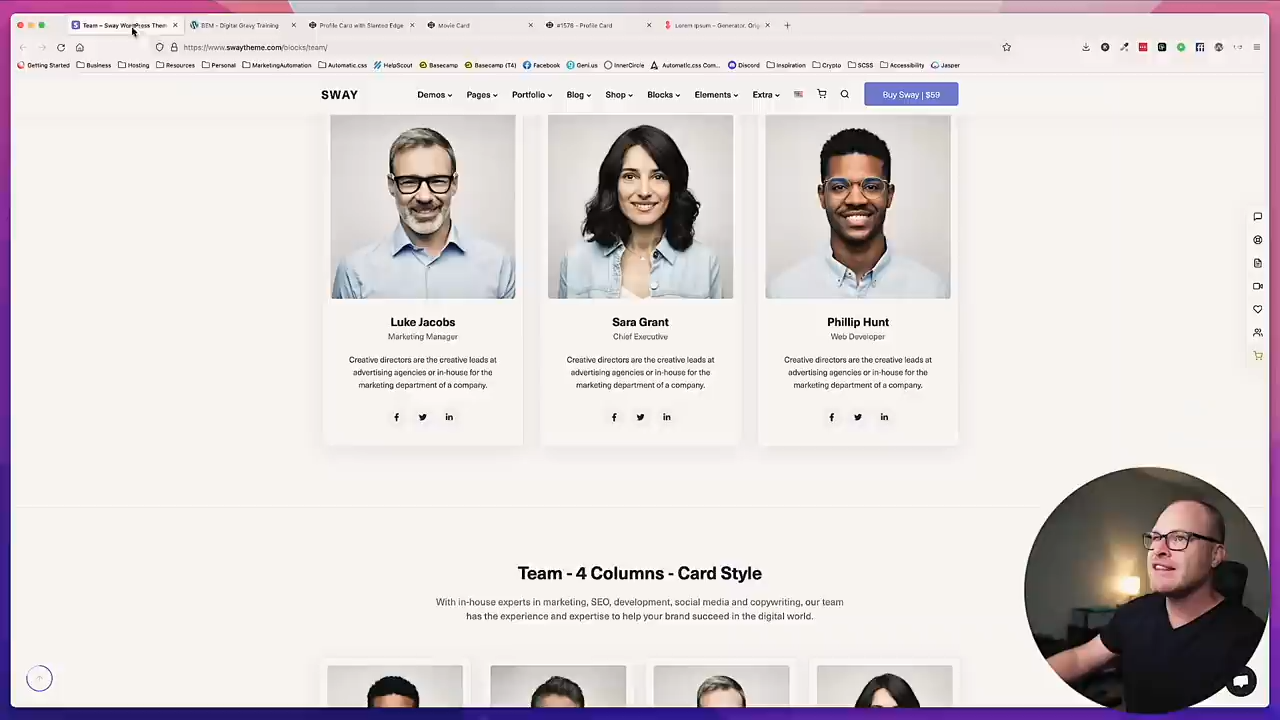 Team – Sway WordPress Them
BEM - Digital Gravy Training
Profile Card with Slanted Edge
Movie Card
#1576 - Profile Card
Lorem Ipsum – Generator, Orig
https://www.swaytheme.com/blocks/team/
Getting Started
Business
Hosting
Resources
Personal
MarketingAutomation
Automatic.css
HelpScout
Basecamp
Basecamp (T4)
Facebook
Geni.us
InnerCircle
Automatic.css Com...
Discord
Inspiration
Crypto
SCSS
Accessibility
Jasper
SWAY
Demos
Pages
Portfolio
Blog
Shop
Blocks
Elements
Extra
Buy Sway | $59
Luke Jacobs
Marketing Manager
Creative directors are the creative leads at
advertising agencies or in-house for the
marketing department of a company.
Sara Grant
Chief Executive
Creative directors are the creative leads at
advertising agencies or in-house for the
marketing department of a company.
Phillip Hunt
Web Developer
Creative directors are the creative leads at
advertising agencies or in-house for the
marketing department of a company.
Team - 4 Columns - Card Style
With in-house experts in marketing, SEO, development, social media and copywriting, our team
has the experience and expertise to help your brand succeed in the digital world.